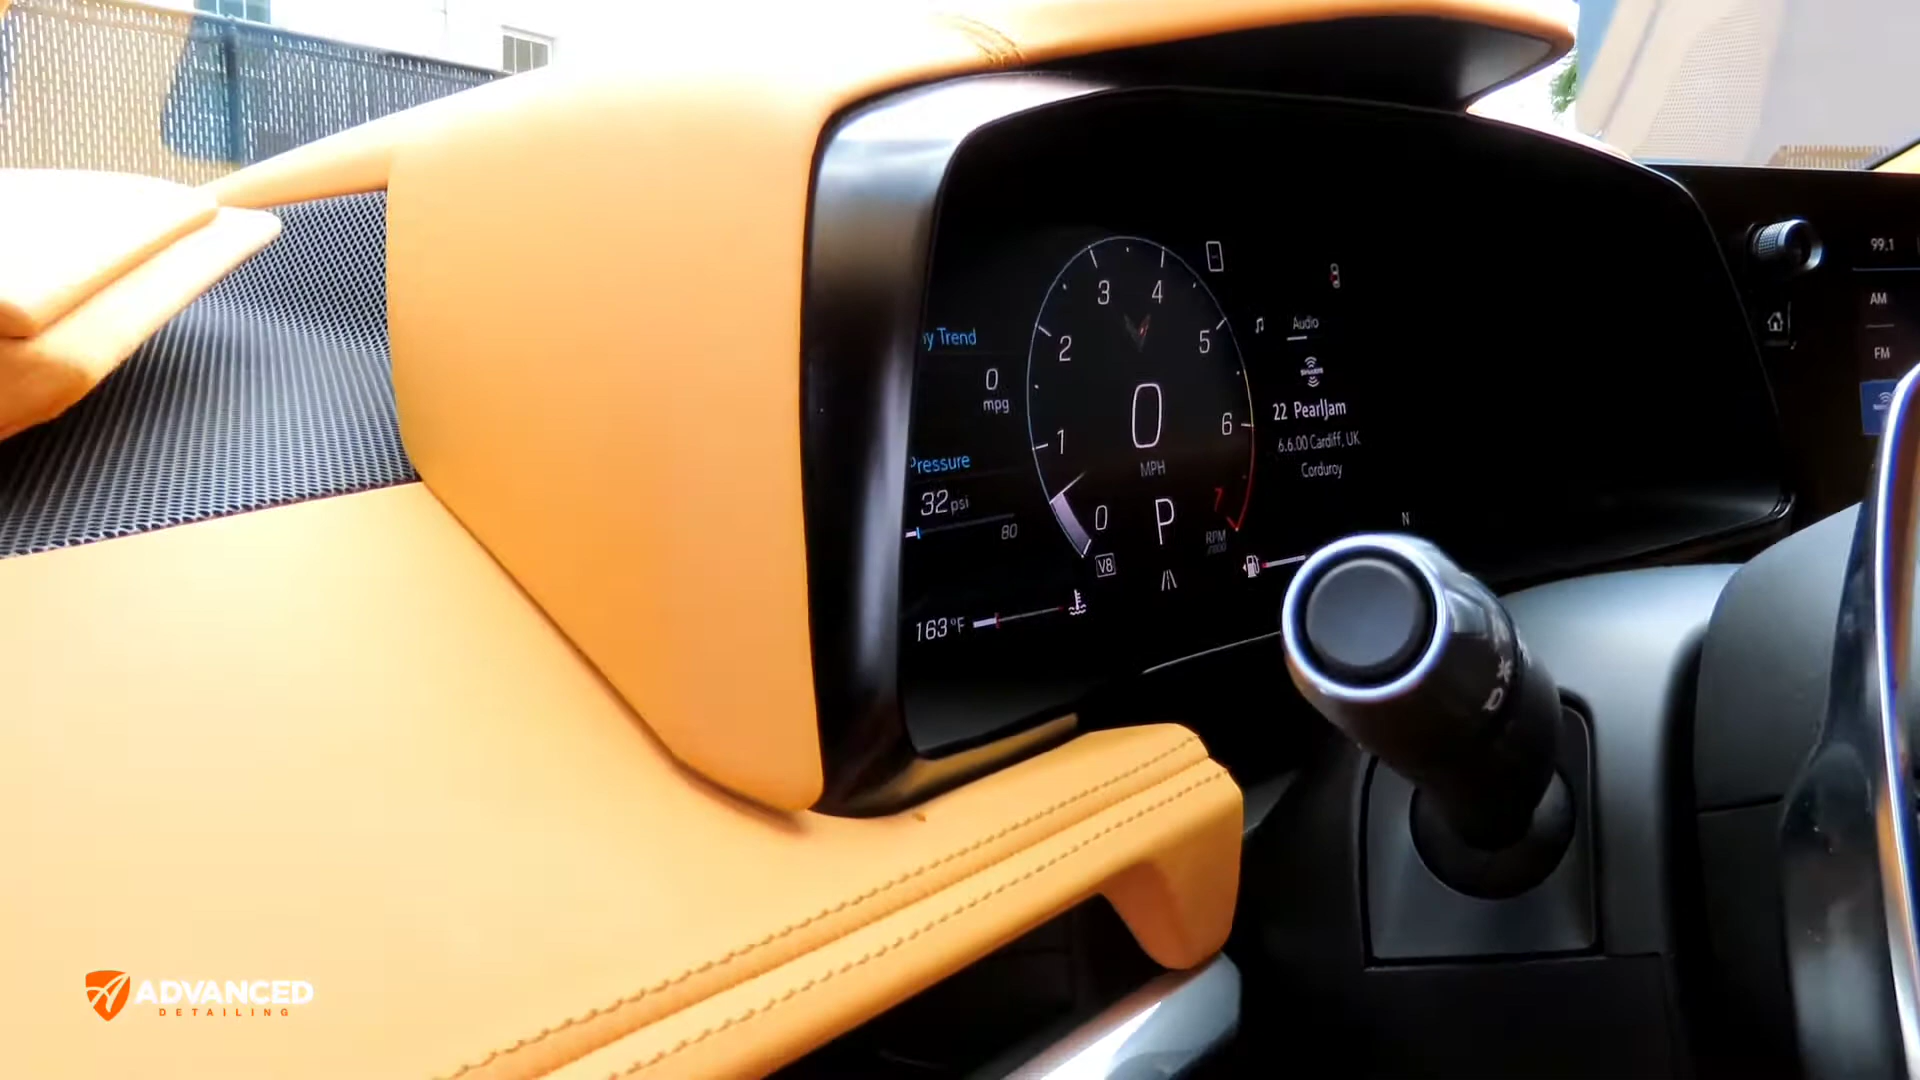 y Trend
0
mpg
Pressure
32 psi
80
163 °F
0
1
2
3
4
5
6
7
0
MPH
P
RPM
V8
Audio
22 PearlJam
6.6.00 Cardiff, UK
Corduroy
N
99.1
AM
FM
ADVANCED
DETAILING